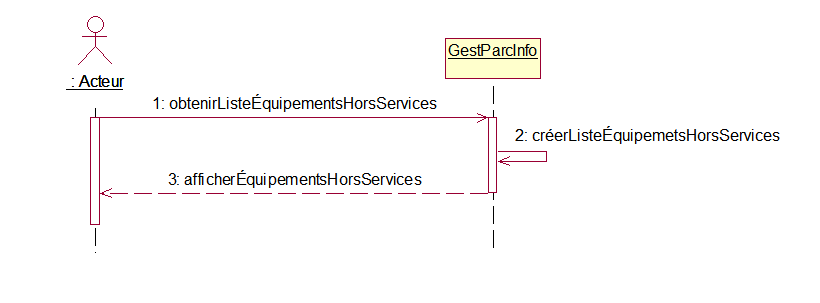 GestParcInfo
: Acteur
1: obtenirListeÉquipementsHorsServices
2: créerListeÉquipemetsHorsServices
3: afficherÉquipementsHorsServices